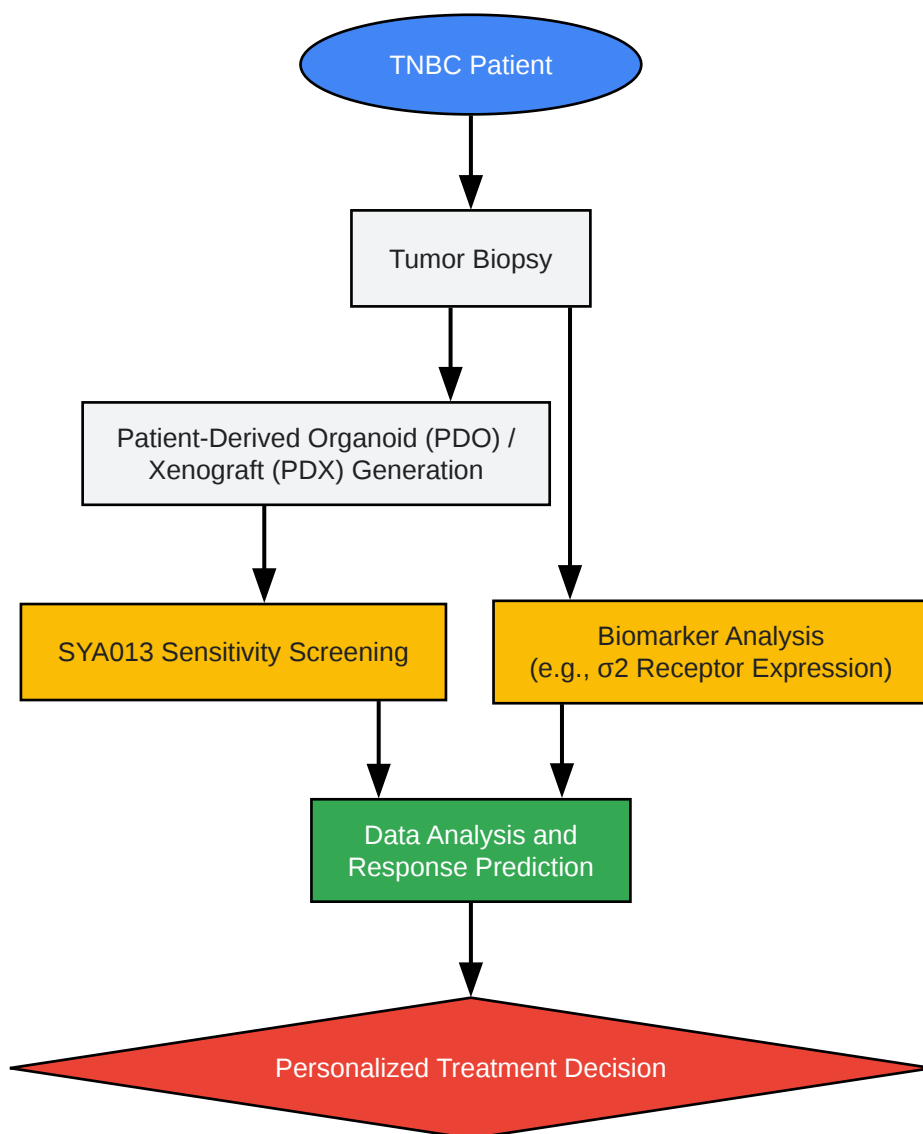 TNBC Patient
Tumor Biopsy
Patient-Derived Organoid (PDO) /
Xenograft (PDX) Generation
SYA013 Sensitivity Screening
Biomarker Analysis
(e.g., σ2 Receptor Expression)
Data Analysis and
Response Prediction
Personalized Treatment Decision